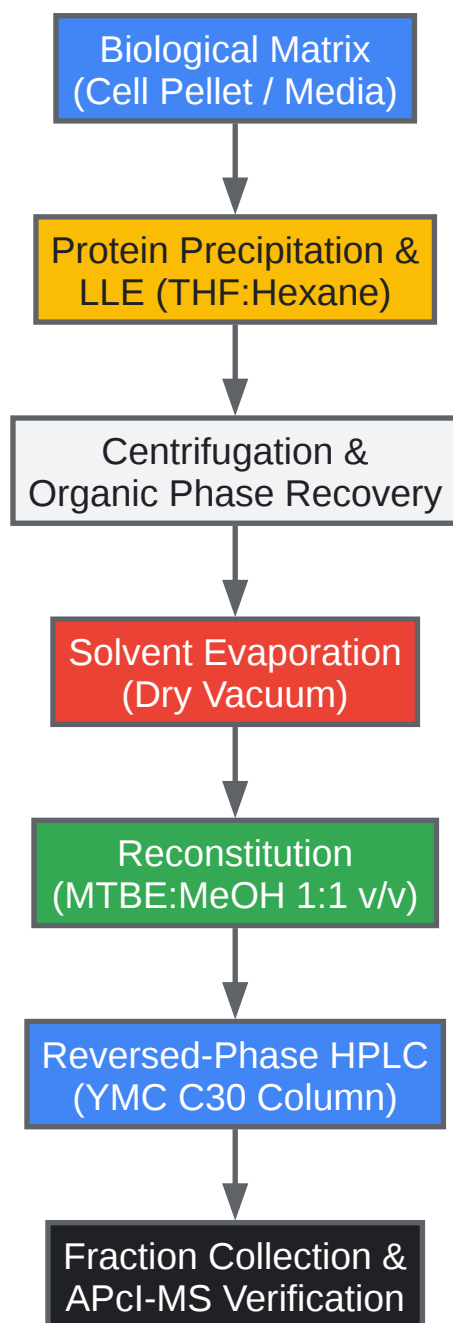 Biological Matrix
(Cell Pellet / Media)
Protein Precipitation &
LLE (THF:Hexane)
Centrifugation &
Organic Phase Recovery
Solvent Evaporation
(Dry Vacuum)
Reconstitution
(MTBE:MeOH 1:1 v/v)
Reversed-Phase HPLC
(YMC C30 Column)
Fraction Collection &
APcI-MS Verification